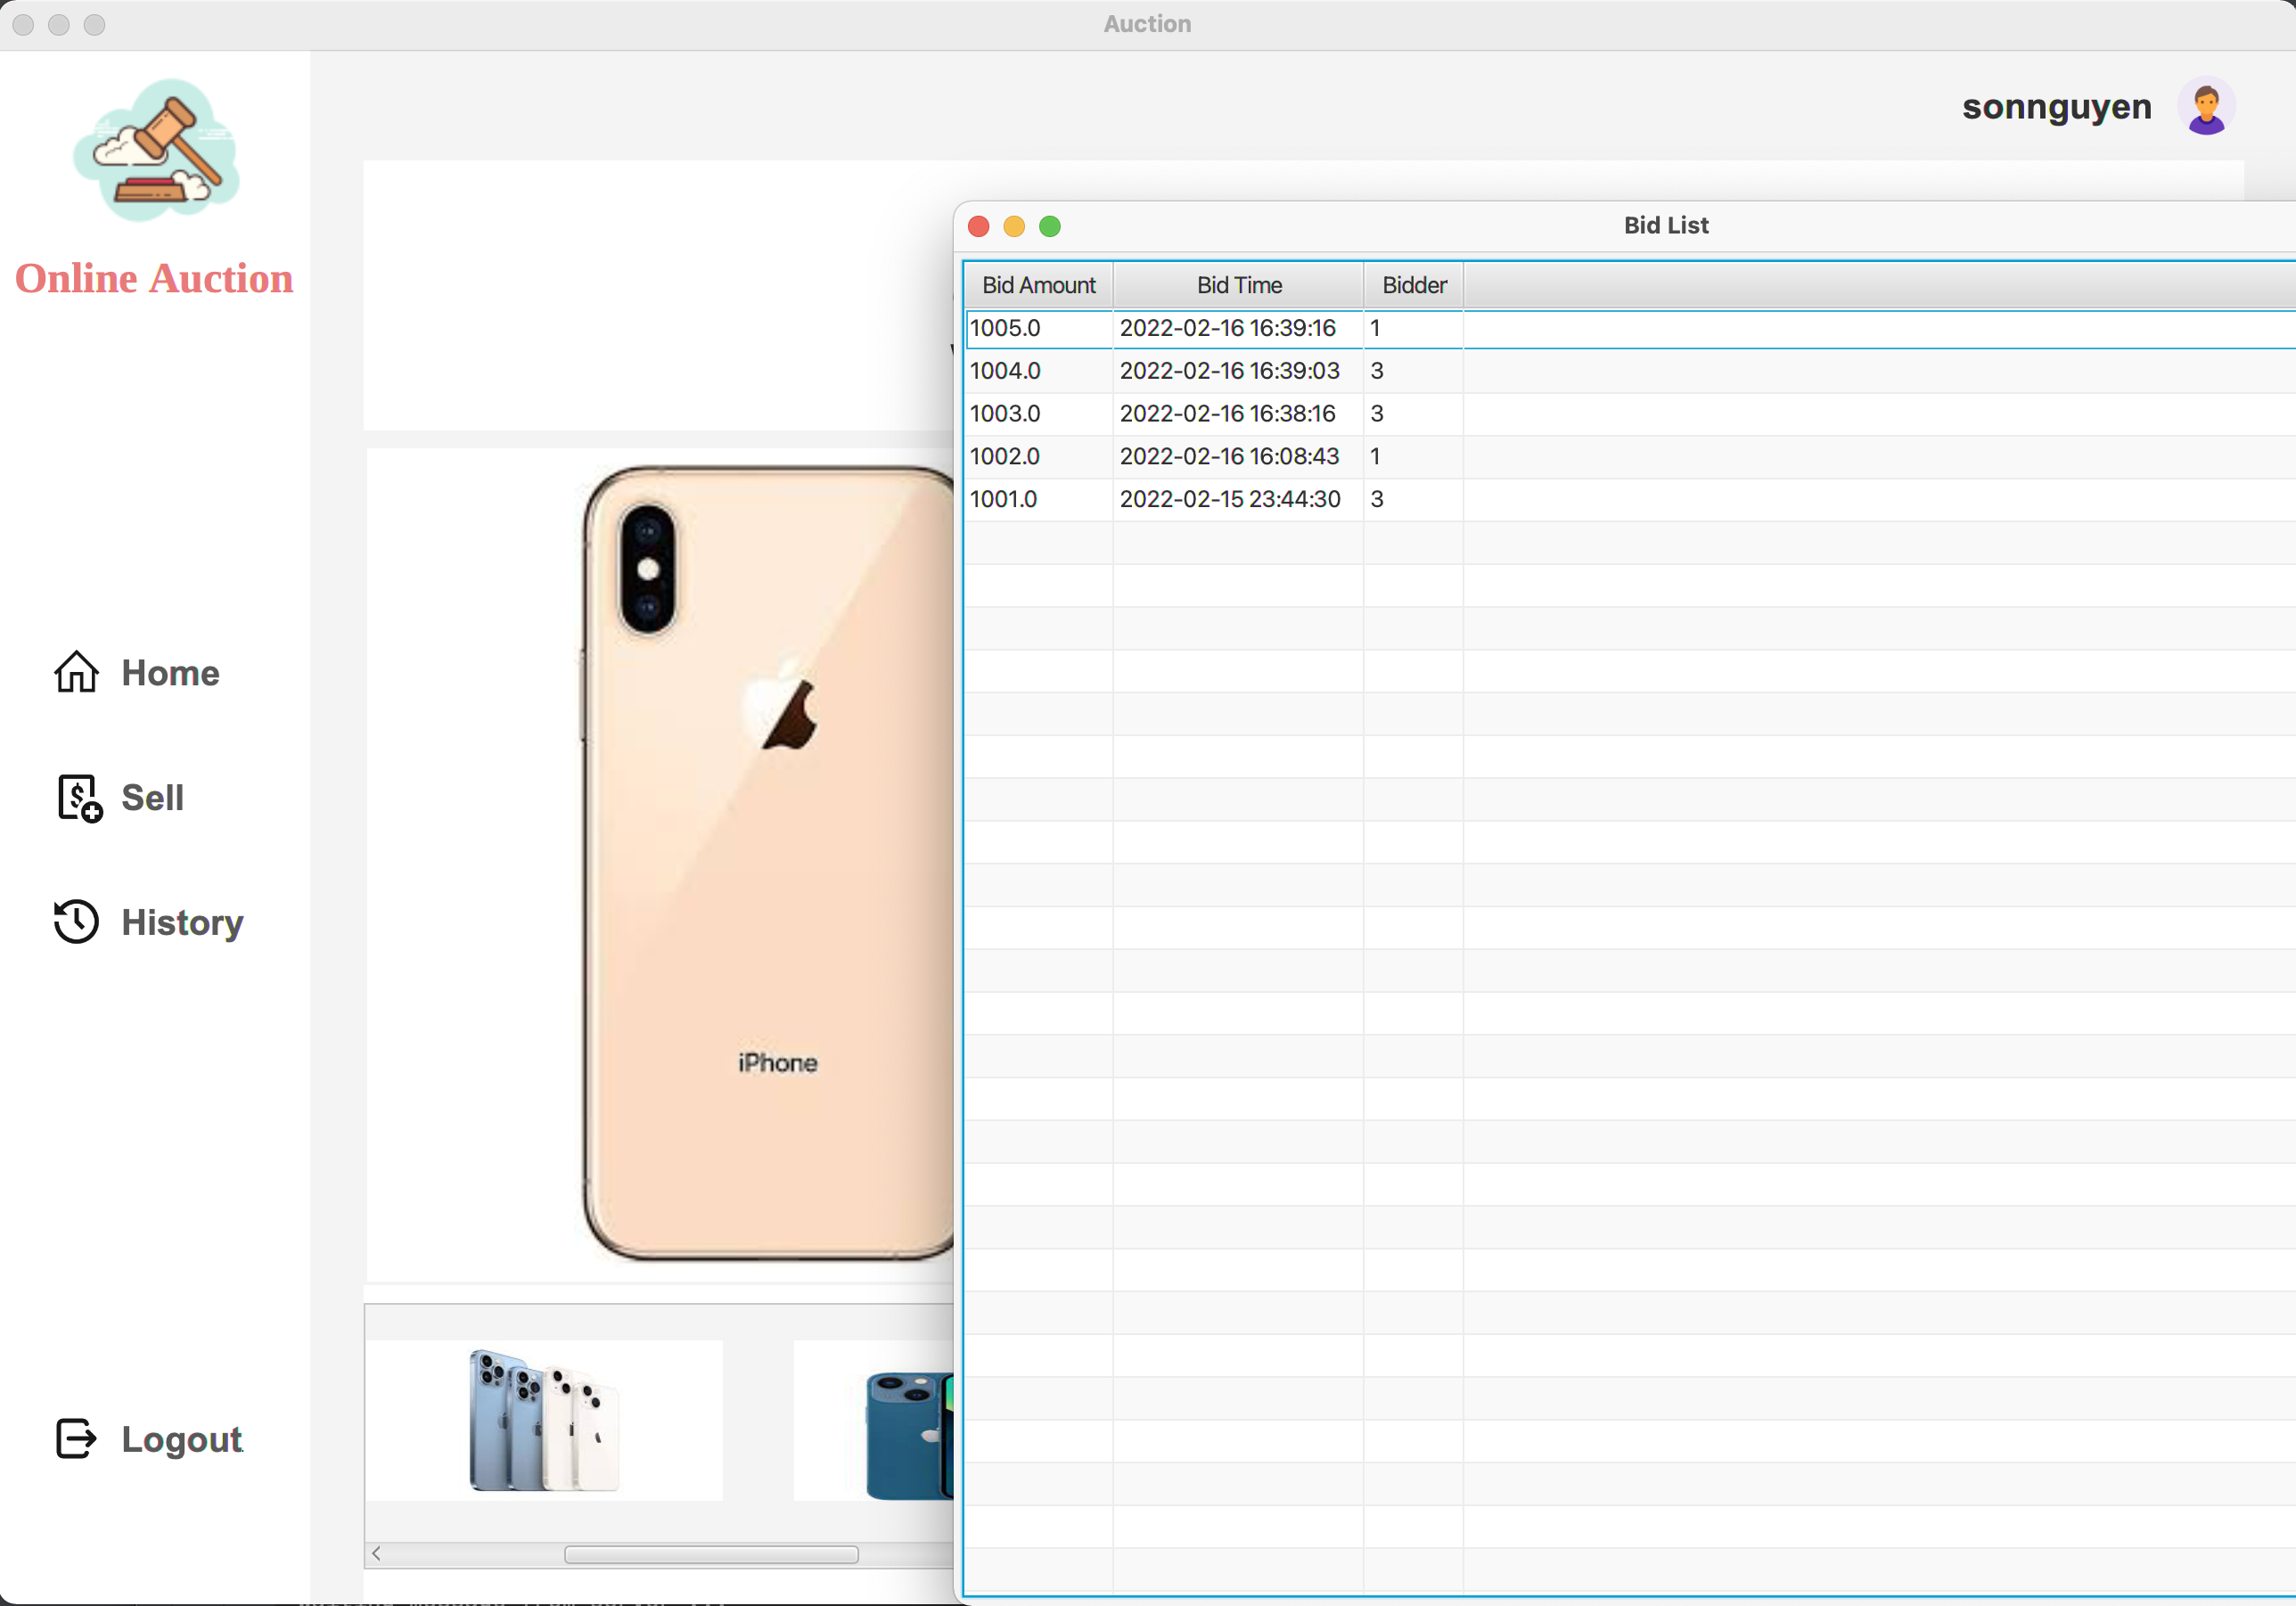 Auction
sonnguyen
Online Auction
Home
Sell
History
Logout
iPhone
Bid List
Bid Amount Bid Time Bidder
1005.0 2022-02-16 16:39:16 1
1004.0 2022-02-16 16:39:03 3
1003.0 2022-02-16 16:38:16 3
1002.0 2022-02-16 16:08:43 1
1001.0 2022-02-15 23:44:30 3